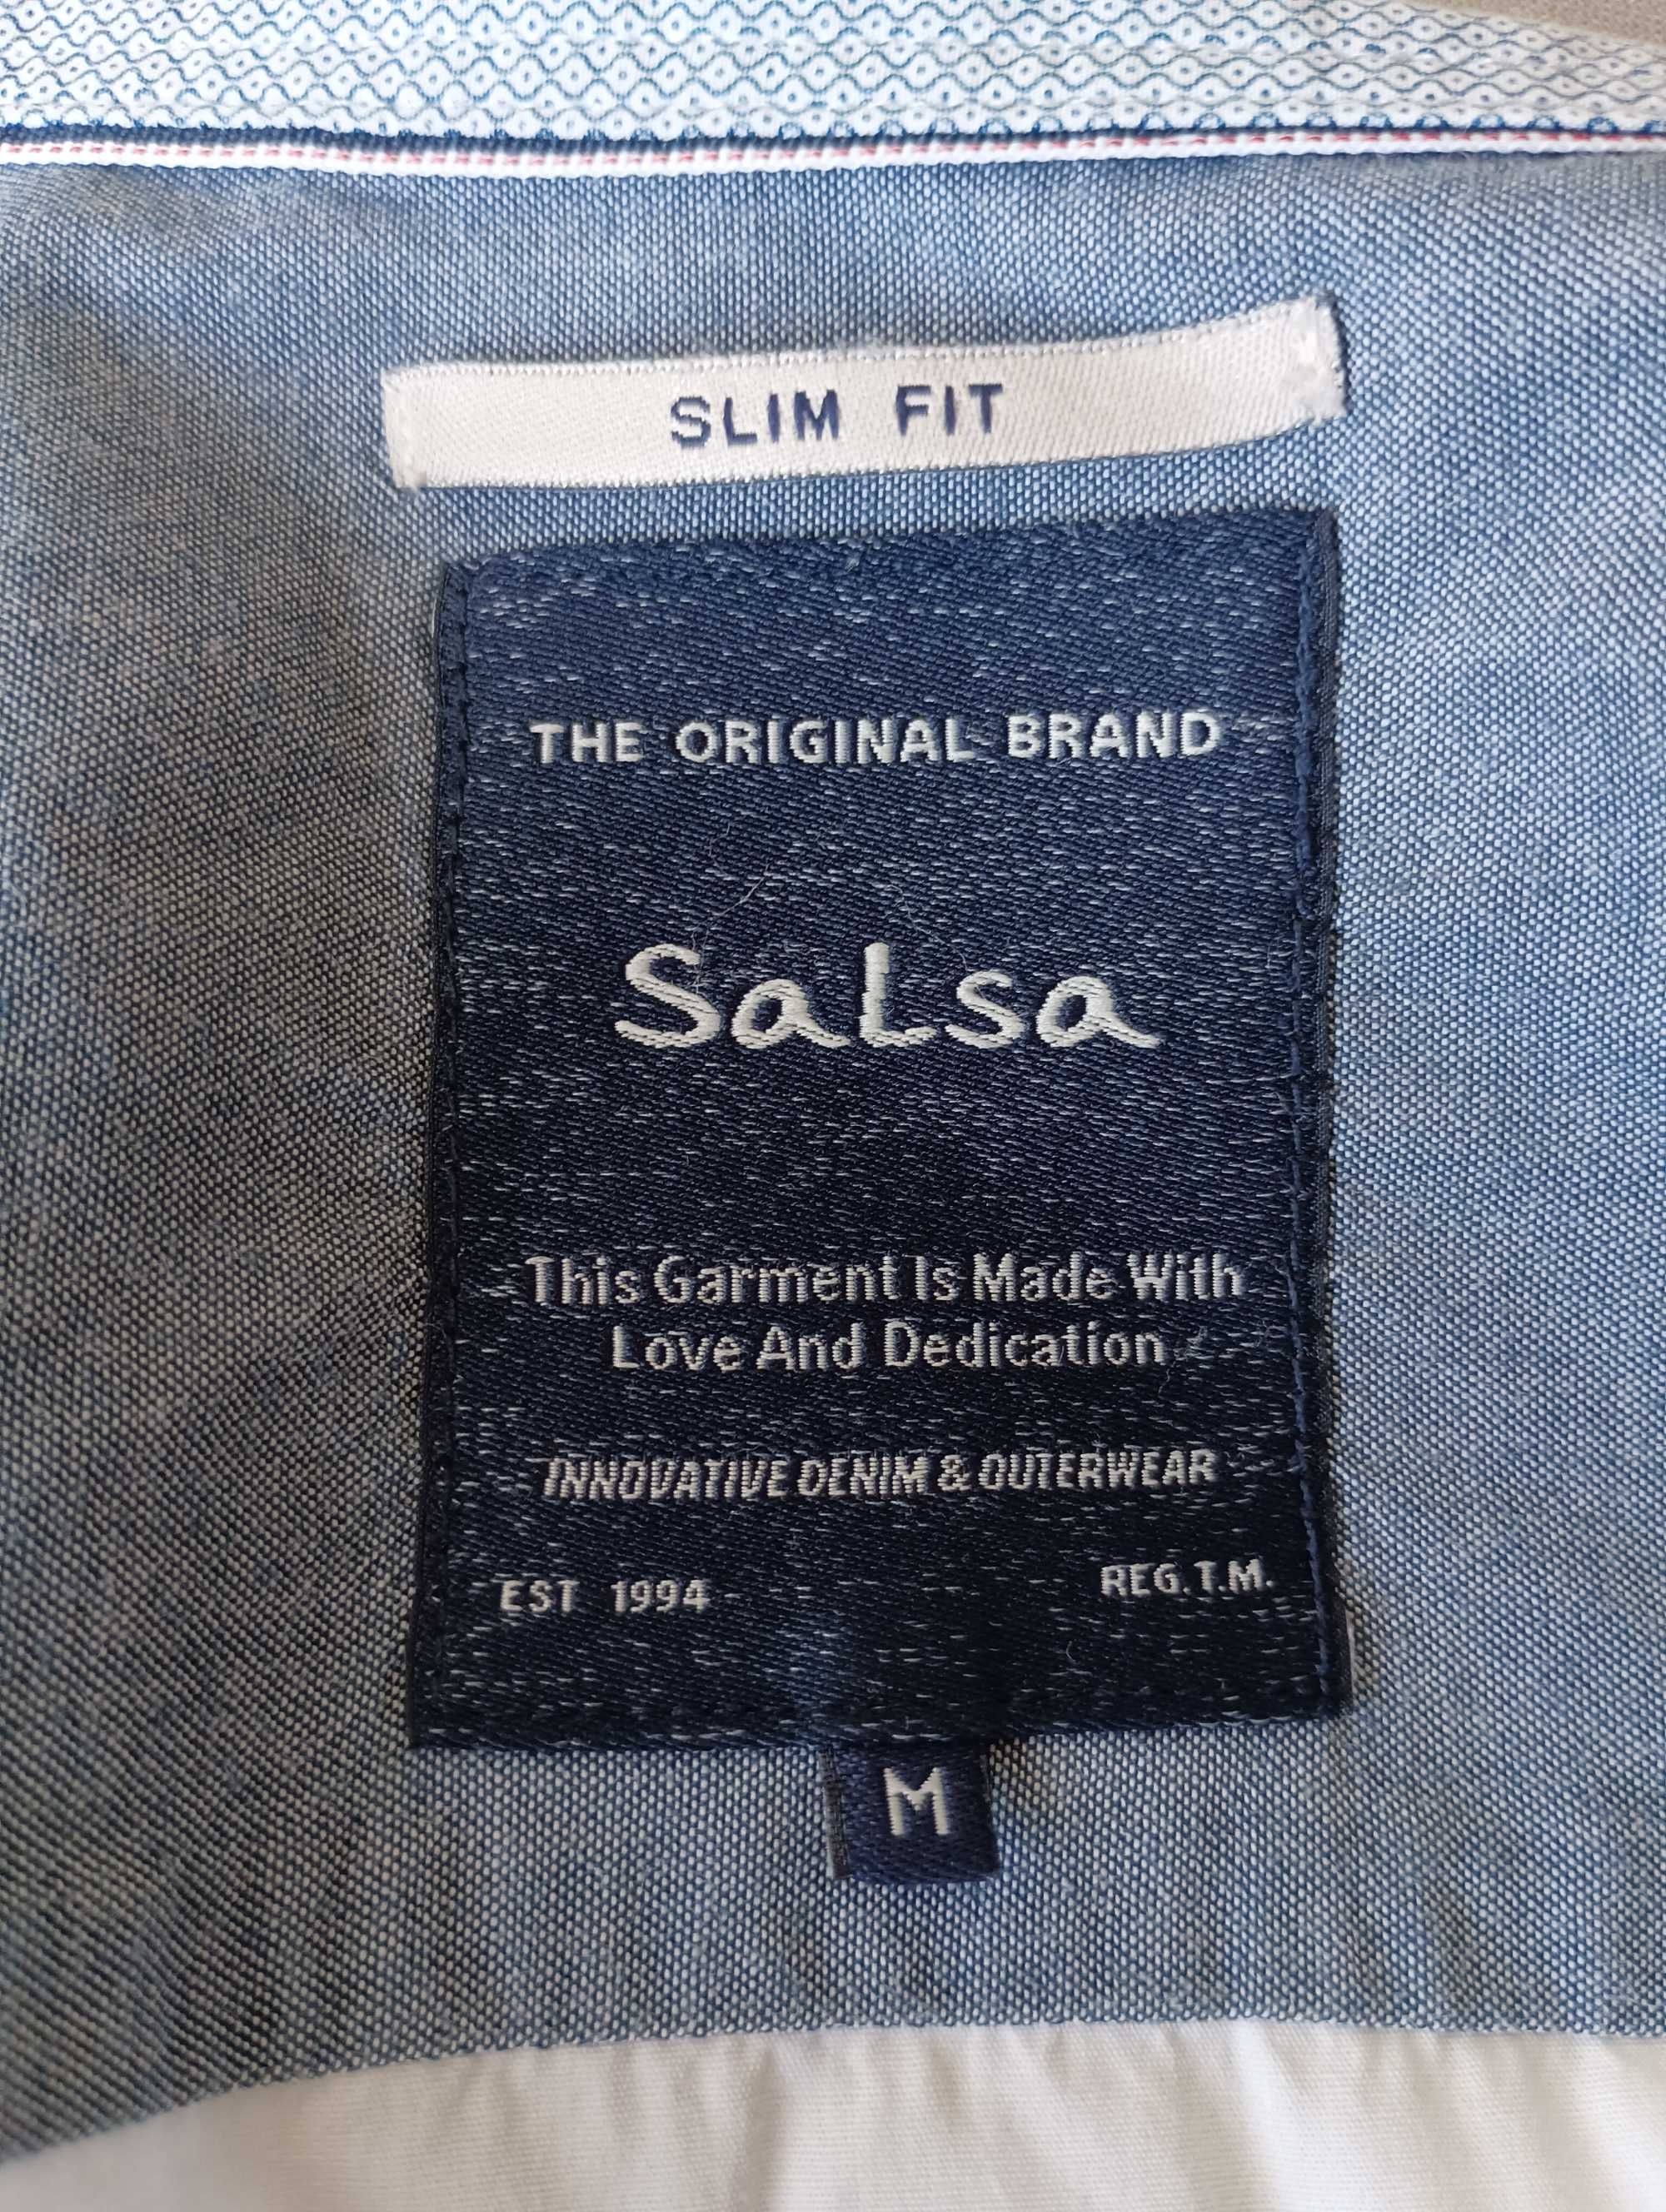 SLIM FIT
THE ORIGINAL BRAND
Salsa
This Garment Is Made With
Love And Dedication
INNOVATIVE DENIM & OUTERWEAR
EST 1994 REG. T.M.
M